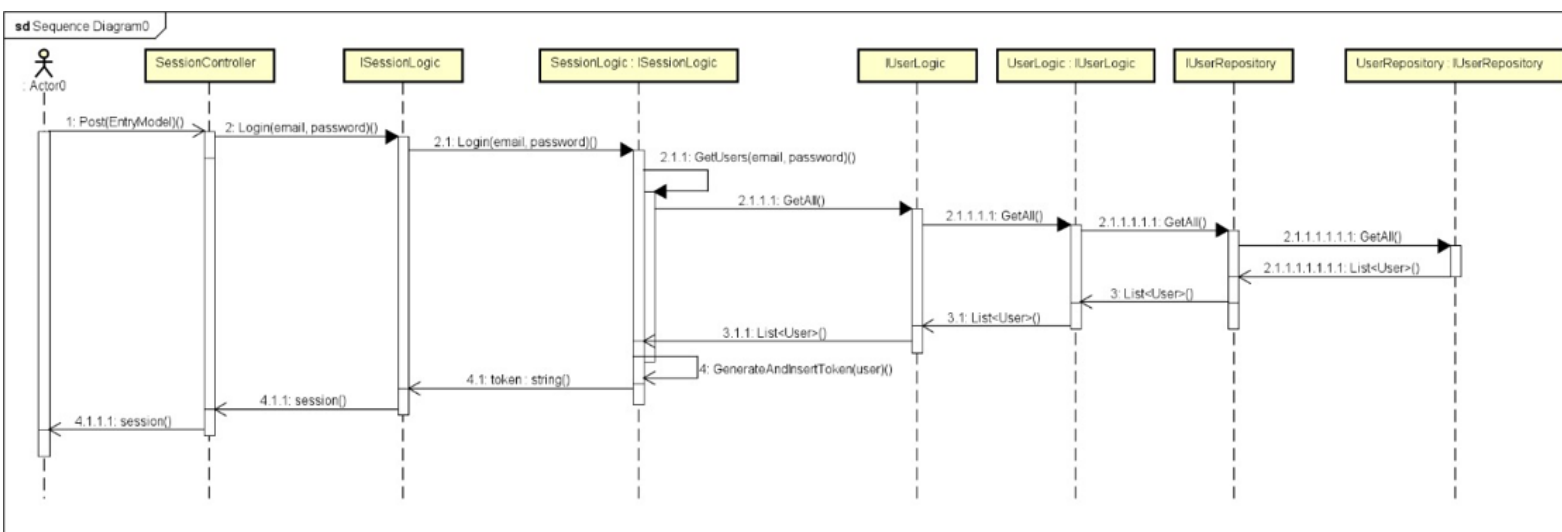 sd Sequence Diagram0
: Actor0
SessionController
ISessionLogic
SessionLogic : ISessionLogic
IUserLogic
UserLogic : IUserLogic
IUserRepository
UserRepository : IUserRepository
1: Post(EntryModel)()
2: Login(email, password)()
2.1: Login(email, password)()
2.1.1: GetUsers(email, password)()
2.1.1.1: GetAll()
2.1.1.1.1: GetAll()
2.1.1.1.1.1: GetAll()
2.1.1.1.1.1.1: GetAll()
2.1.1.1.1.1.1.1: List<User>()
3: List<User>()
3.1: List<User>()
3.1.1: List<User>()
4: GenerateAndInsertToken(user)()
4.1: token : string()
4.1.1: session()
4.1.1.1: session()